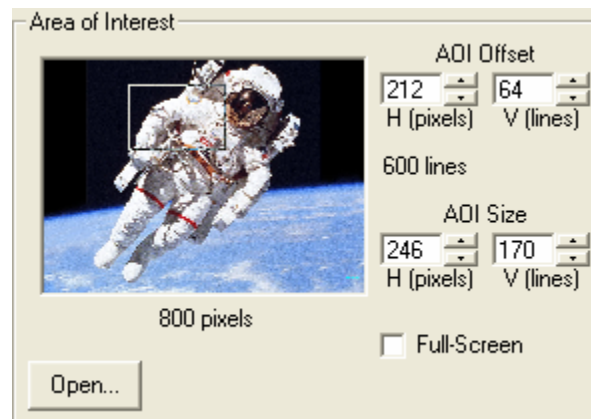 Area of Interest
AOI Offset
212 64
H (pixels) V (lines)
600 lines
AOI Size
246 170
H (pixels) V (lines)
800 pixels
Full-Screen
Open...